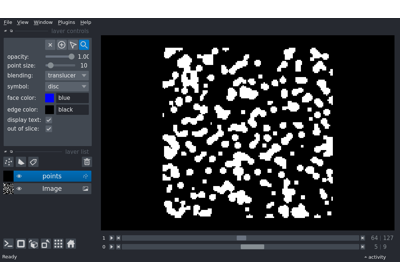 File View Window Plugins Help
layer controls
opacity: 1.00
point size: 10
blending: translucer
symbol: disc
face color: blue
edge color: black
display text:
out of slice:
layer list
points
Image
1 64 127
0 5 9
Ready activity